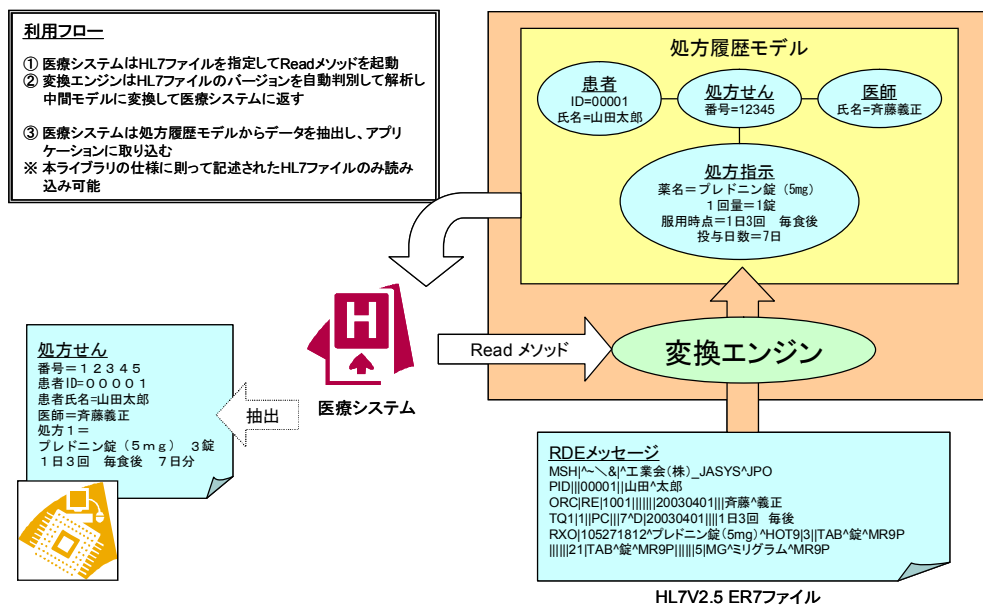 利用フロー
① 医療システムはHL7ファイルを指定してReadメソッドを起動
② 変換エンジンはHL7ファイルのバージョンを自動判別して解析し
中間モデルに変換して医療システムに返す
③ 医療システムは処方履歴モデルからデータを抽出し、アプリ
ケーションに取り込む
※ 本ライブラリの仕様に則って記述されたHL7ファイルのみ読み
込み可能
処方履歴モデル
患者
ID=00001
氏名=山田太郎
処方せん
番号=12345
医師
氏名=斉藤義正
処方指示
薬名=プレドニン錠（5mg）
1回量=1錠
服用時点=1日3回 毎食後
投与日数=7日
H
医療システム
Read メソッド
変換エンジン
抽出
処方せん
番号=12345
患者ID=00001
患者氏名=山田太郎
医師=斉藤義正
処方1=
プレドニン錠（5mg） 3錠
1日3回 毎食後 7日分
RDEメッセージ
MSH|^~＼&|^工業会(株)_JASYS^JPO
PID|||00001||山田^太郎
ORC|RE|1001|||||||20030401|||斉藤^義正
TQ1|1||PC|||7^D|20030401||||1日3回 毎後
RXO|105271812^プレドニン錠(5mg)^HOT9|3||TAB^錠^MR9P
||||||21|TAB^錠^MR9P||||||5|MG^ミリグラム^MR9P
HL7V2.5 ER7ファイル